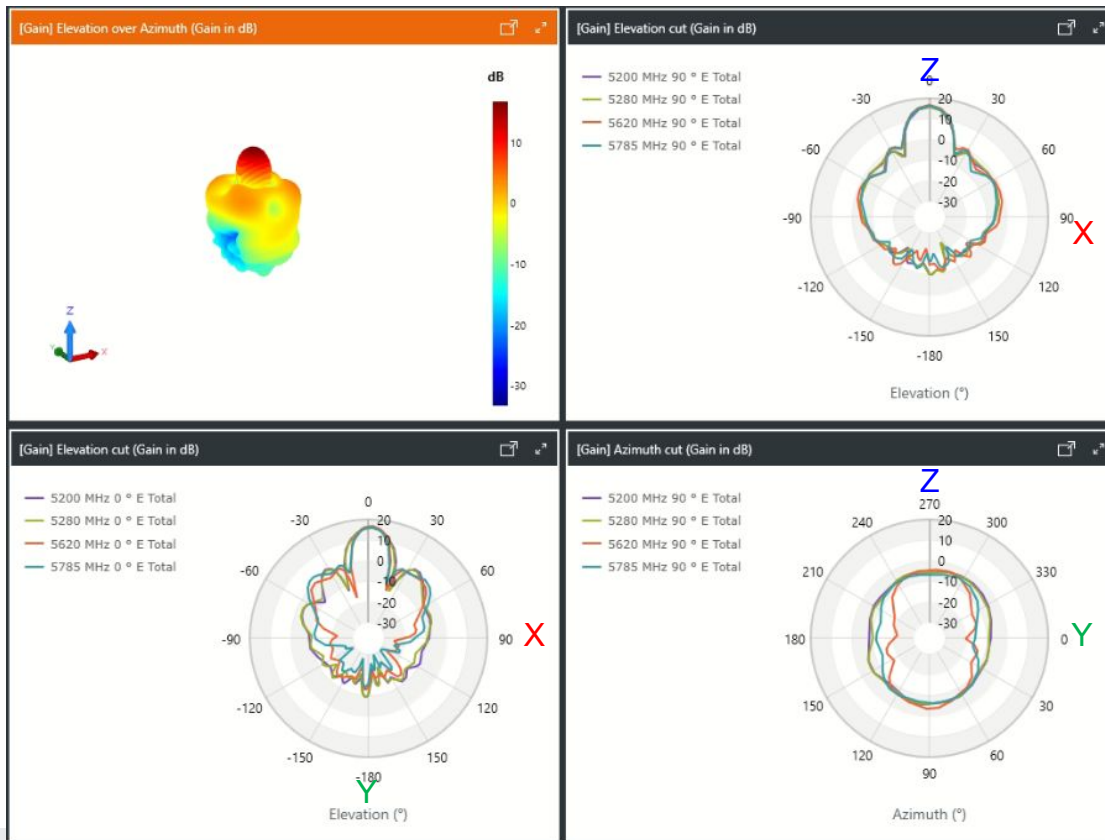 [Gain] Elevation over Azimuth (Gain in dB)
dB
10
0
-10
-20
-30
Z
Y
X
[Gain] Elevation cut (Gain in dB)
5200 MHz 90 ° E Total
5280 MHz 90 ° E Total
5620 MHz 90 ° E Total
5785 MHz 90 ° E Total
Z
0
-30
20
30
10
-60
0
60
-10
-20
-30
-90
90
X
-120
120
-150
150
-180
Elevation (°)
[Gain] Elevation cut (Gain in dB)
5200 MHz 0 ° E Total
5280 MHz 0 ° E Total
5620 MHz 0 ° E Total
5785 MHz 0 ° E Total
0
-30
20
30
10
-60
0
60
-10
-20
-30
-90
90
X
-120
120
-150
150
-180
Y
Elevation (°)
[Gain] Azimuth cut (Gain in dB)
5200 MHz 90 ° E Total
5280 MHz 90 ° E Total
5620 MHz 90 ° E Total
5785 MHz 90 ° E Total
Z
270
240
20
300
10
210
0
330
-10
-20
-30
180
0
Y
150
30
120
60
90
Azimuth (°)